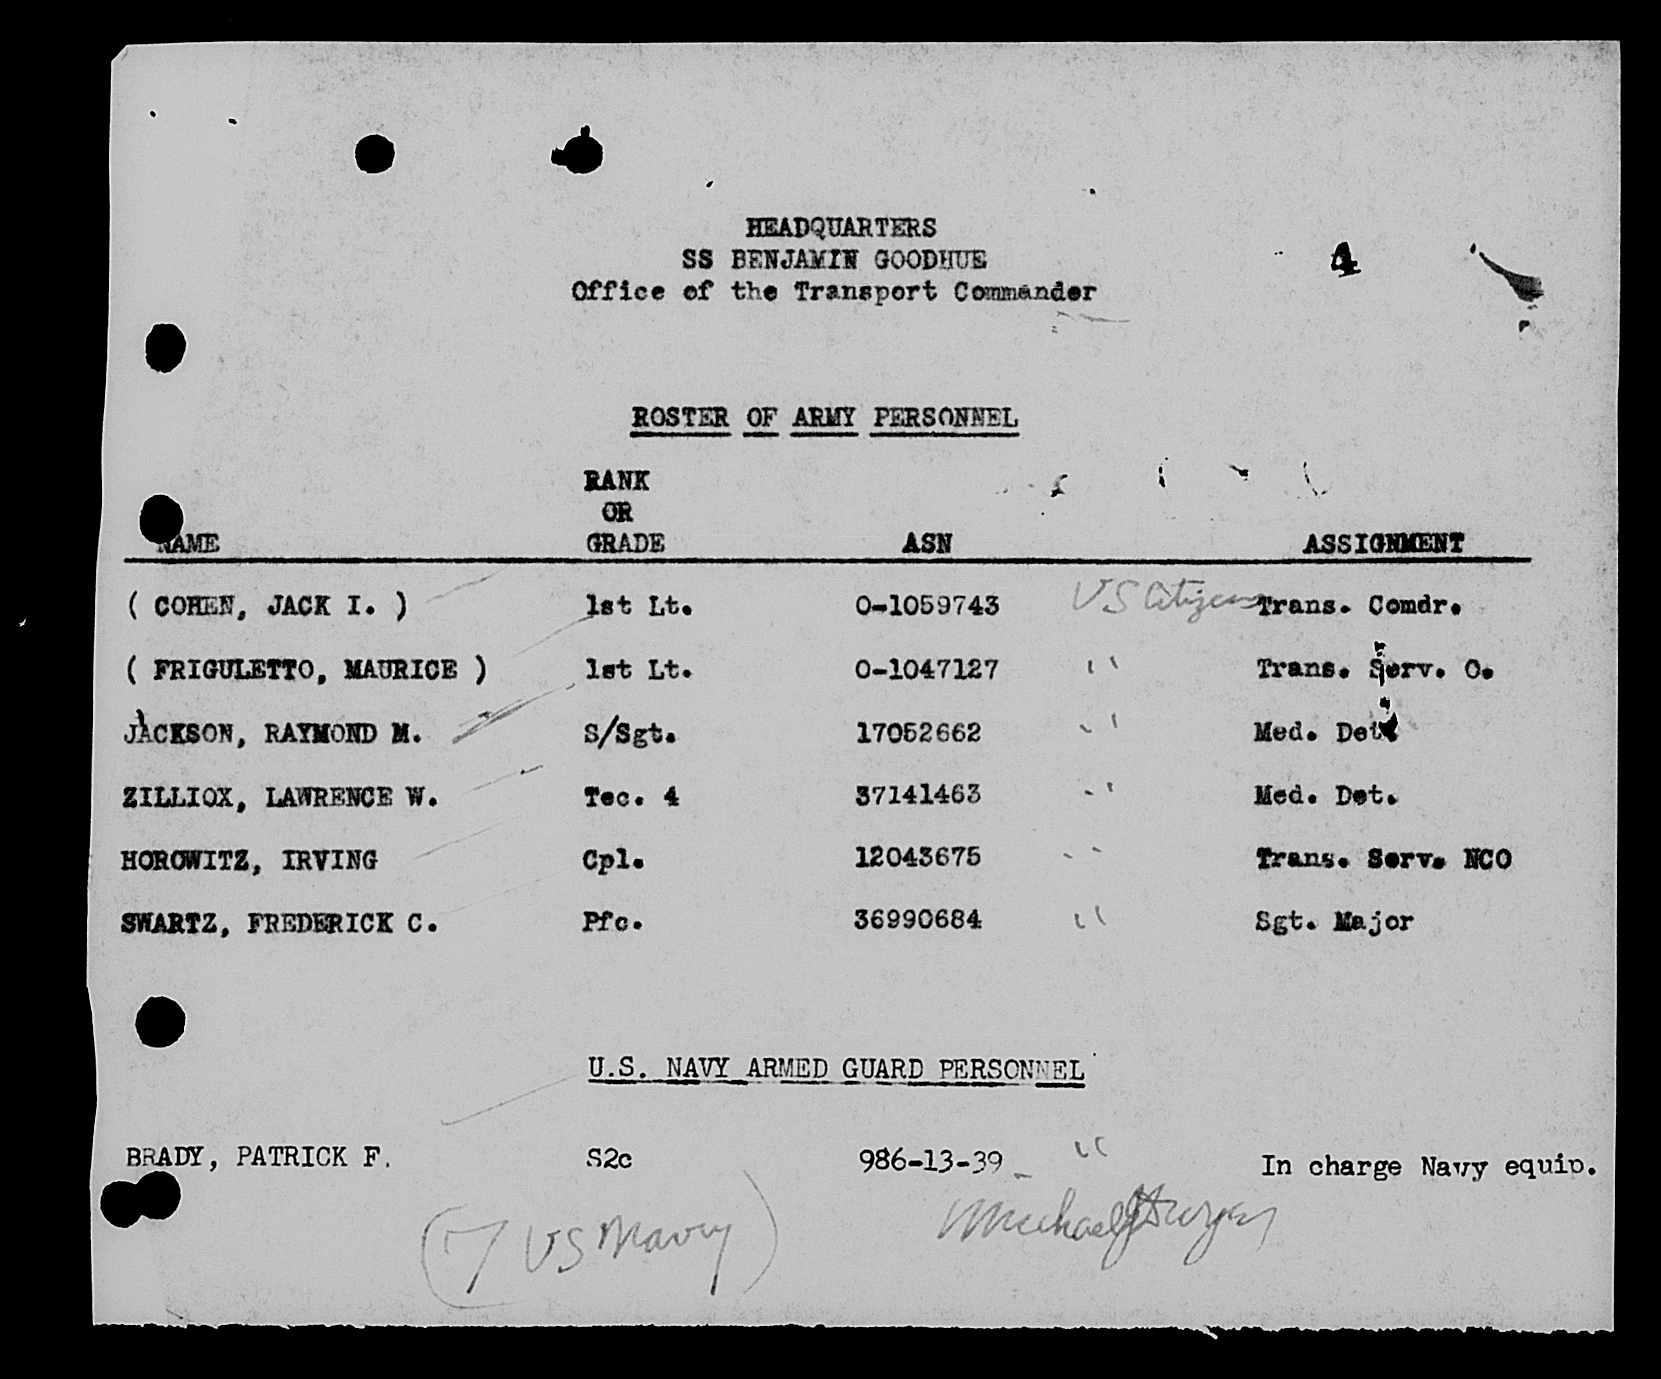 HEADQUARTERS
SS BENJAMIN GOODHUE
Office of the Transport Commander
4
ROSTER OF ARMY PERSONNEL
RANK
OR
NAME GRADE ASN ASSIGNMENT
( COHEN, JACK I. ) 1st Lt. O-1059743 US Citizens Trans. Comdr.
( FRIGULETTO, MAURICE ) 1st Lt. O-1047127 " Trans. Serv. O.
JACKSON, RAYMOND M. S/Sgt. 17052662 " Med. Det.
ZILLIOX, LAWRENCE W. Tec. 4 37141463 " Med. Det.
HOROWITZ, IRVING Cpl. 12043675 " Trans. Serv. NCO
SWARTZ, FREDERICK C. Pfc. 36990684 " Sgt. Major
U.S. NAVY ARMED GUARD PERSONNEL
BRADY, PATRICK F. S2c 986-13-39 " In charge Navy equip.
(7 US Navy) Michael